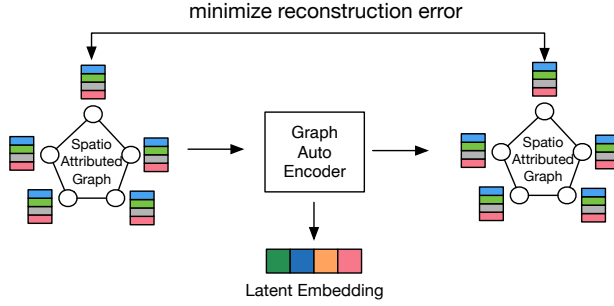 minimize reconstruction error
Spatio
Attributed
Graph
Graph
Auto
Encoder
Spatio
Attributed
Graph
Latent Embedding